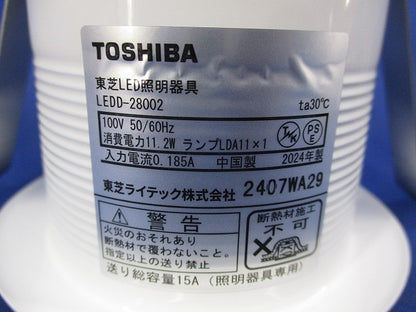 TOSHIBA
東芝LED照明器具
LEDD-28002 ta30℃
100V 50/60Hz
消費電力11.2W ランプLDA11×1
入力電流0.185A 中国製 2024年製
PS
E
東芝ライテック株式会社 2407WA29
警告
火災のおそれあり
断熱材で覆わないこと。
指定以上の送り禁止
断熱材施工
不可
送り総容量15A (照明器具専用)